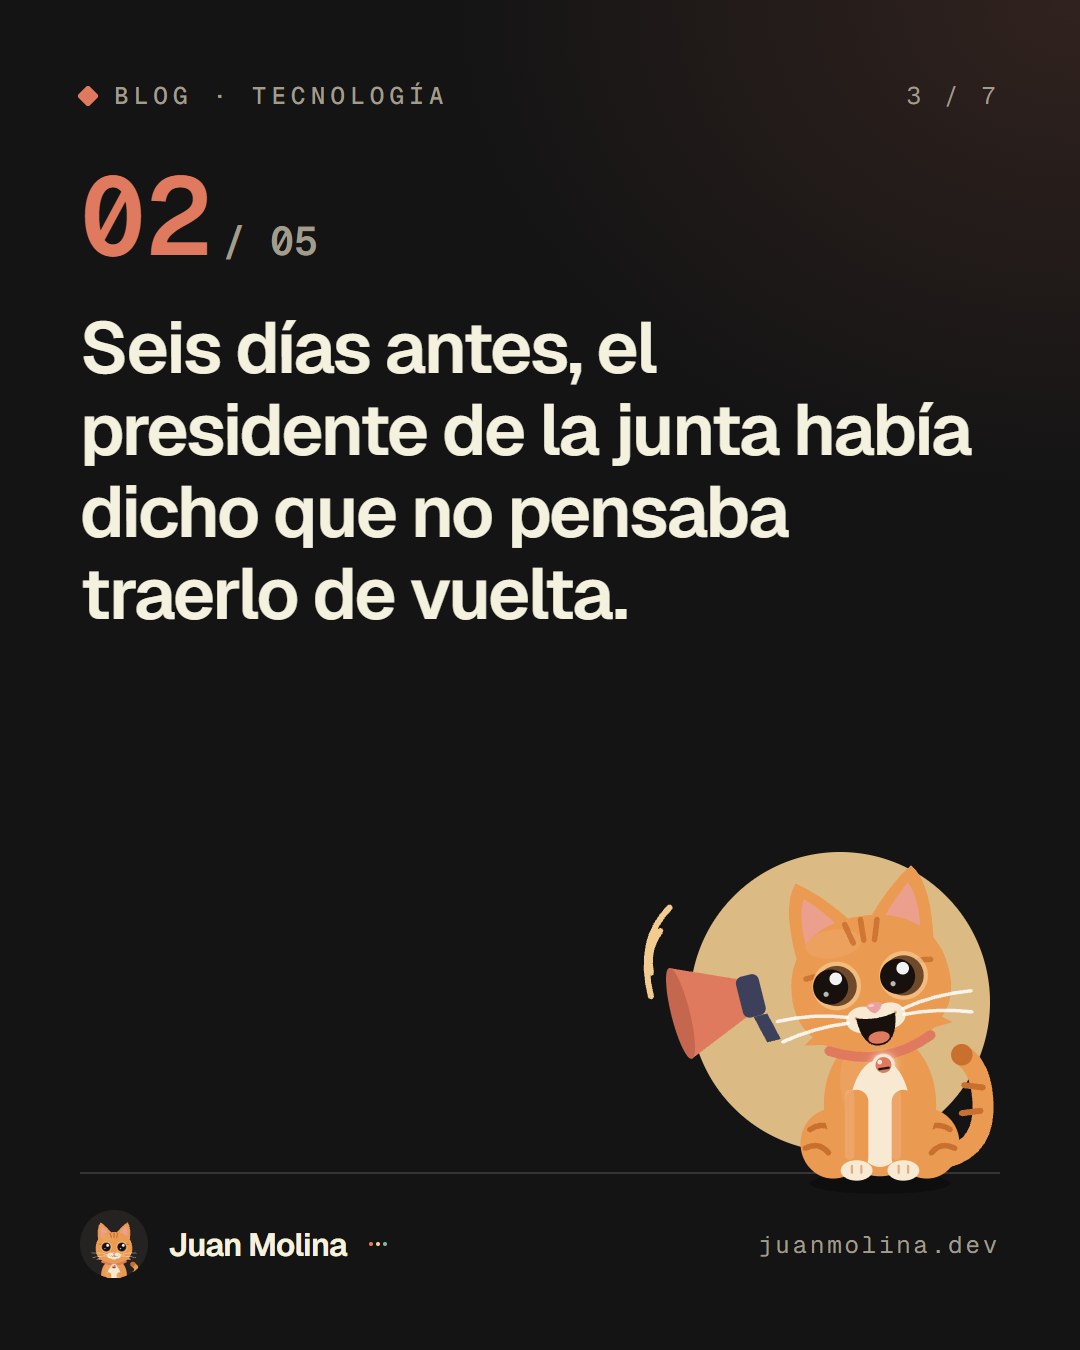 BLOG · TECNOLOGÍA
3 / 7
02 / 05
Seis días antes, el
presidente de la junta había
dicho que no pensaba
traerlo de vuelta.
Juan Molina
juanmolina.dev